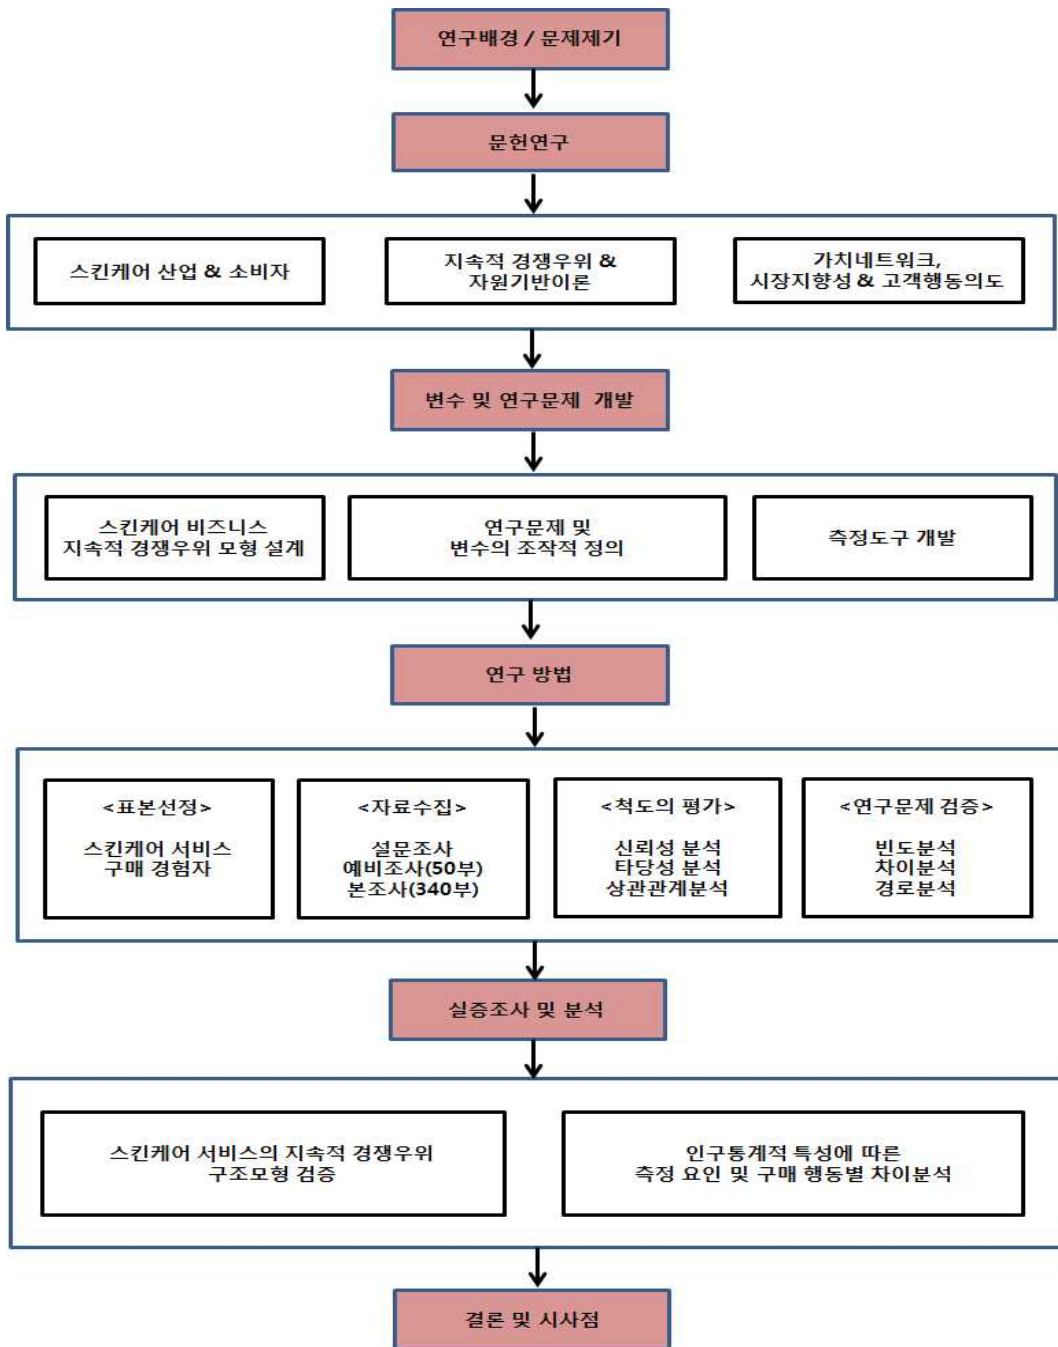 연구배경 / 문제제기
문헌연구
스킨케어 산업 & 소비자
지속적 경쟁우위 &
자원기반이론
가치네트워크,
시장지향성 & 고객행동의도
변수 및 연구문제 개발
스킨케어 비즈니스
지속적 경쟁우위 모형 설계
연구문제 및
변수의 조작적 정의
측정도구 개발
연구 방법
<표본선정>
스킨케어 서비스
구매 경험자
<자료수집>
설문조사
예비조사(50부)
본조사(340부)
<척도의 평가>
신뢰성 분석
타당성 분석
상관관계분석
<연구문제 검증>
빈도분석
차이분석
경로분석
실증조사 및 분석
스킨케어 서비스의 지속적 경쟁우위
구조모형 검증
인구통계적 특성에 따른
측정 요인 및 구매 행동별 차이분석
결론 및 시사점